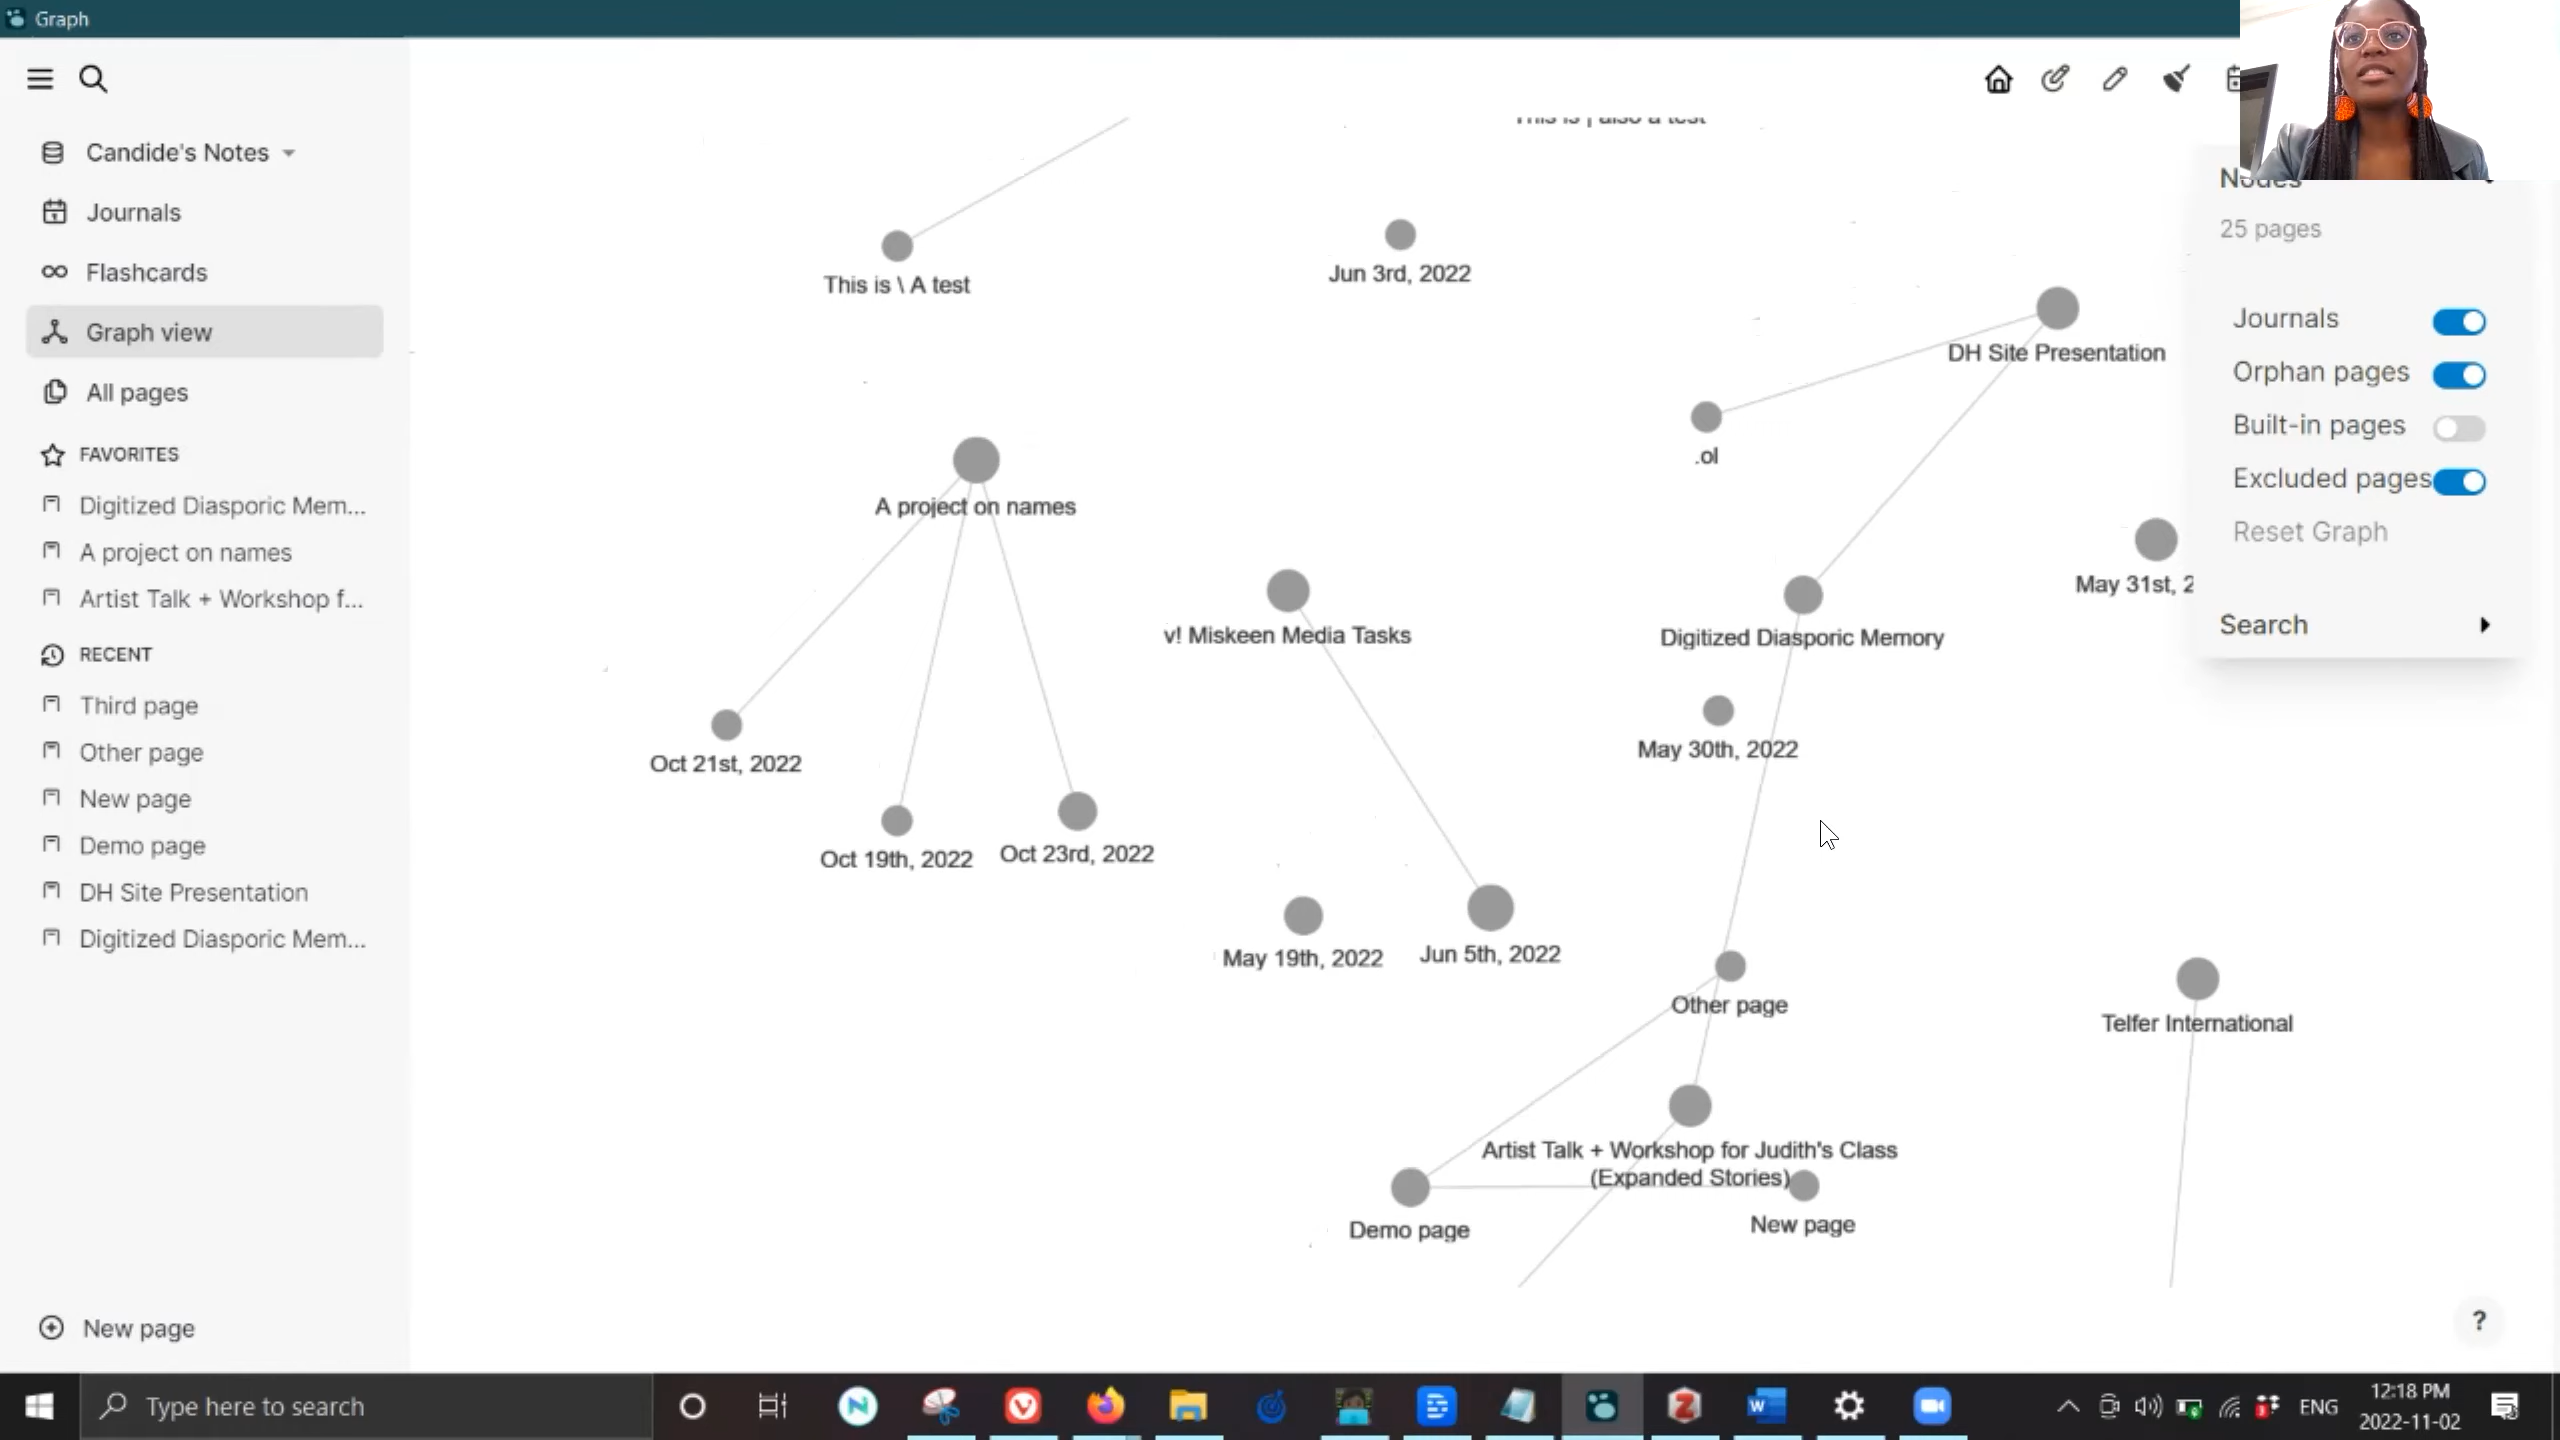 Graph
Candide's Notes
Journals
Flashcards
Graph view
All pages
FAVORITES
Digitized Diasporic Mem...
A project on names
Artist Talk + Workshop f...
RECENT
Third page
Other page
New page
Demo page
DH Site Presentation
Digitized Diasporic Mem...
New page
This is | also a test
This is \ A test
Jun 3rd, 2022
DH Site Presentation
.ol
A project on names
v! Miskeen Media Tasks
Digitized Diasporic Memory
May 31st, 2
May 30th, 2022
Oct 21st, 2022
Oct 19th, 2022
Oct 23rd, 2022
May 19th, 2022
Jun 5th, 2022
Other page
Telfer International
Artist Talk + Workshop for Judith's Class
(Expanded Stories)
Demo page
New page
Nodes
25 pages
Journals
Orphan pages
Built-in pages
Excluded pages
Reset Graph
Search
?
Type here to search
ENG
12:18 PM
2022-11-02